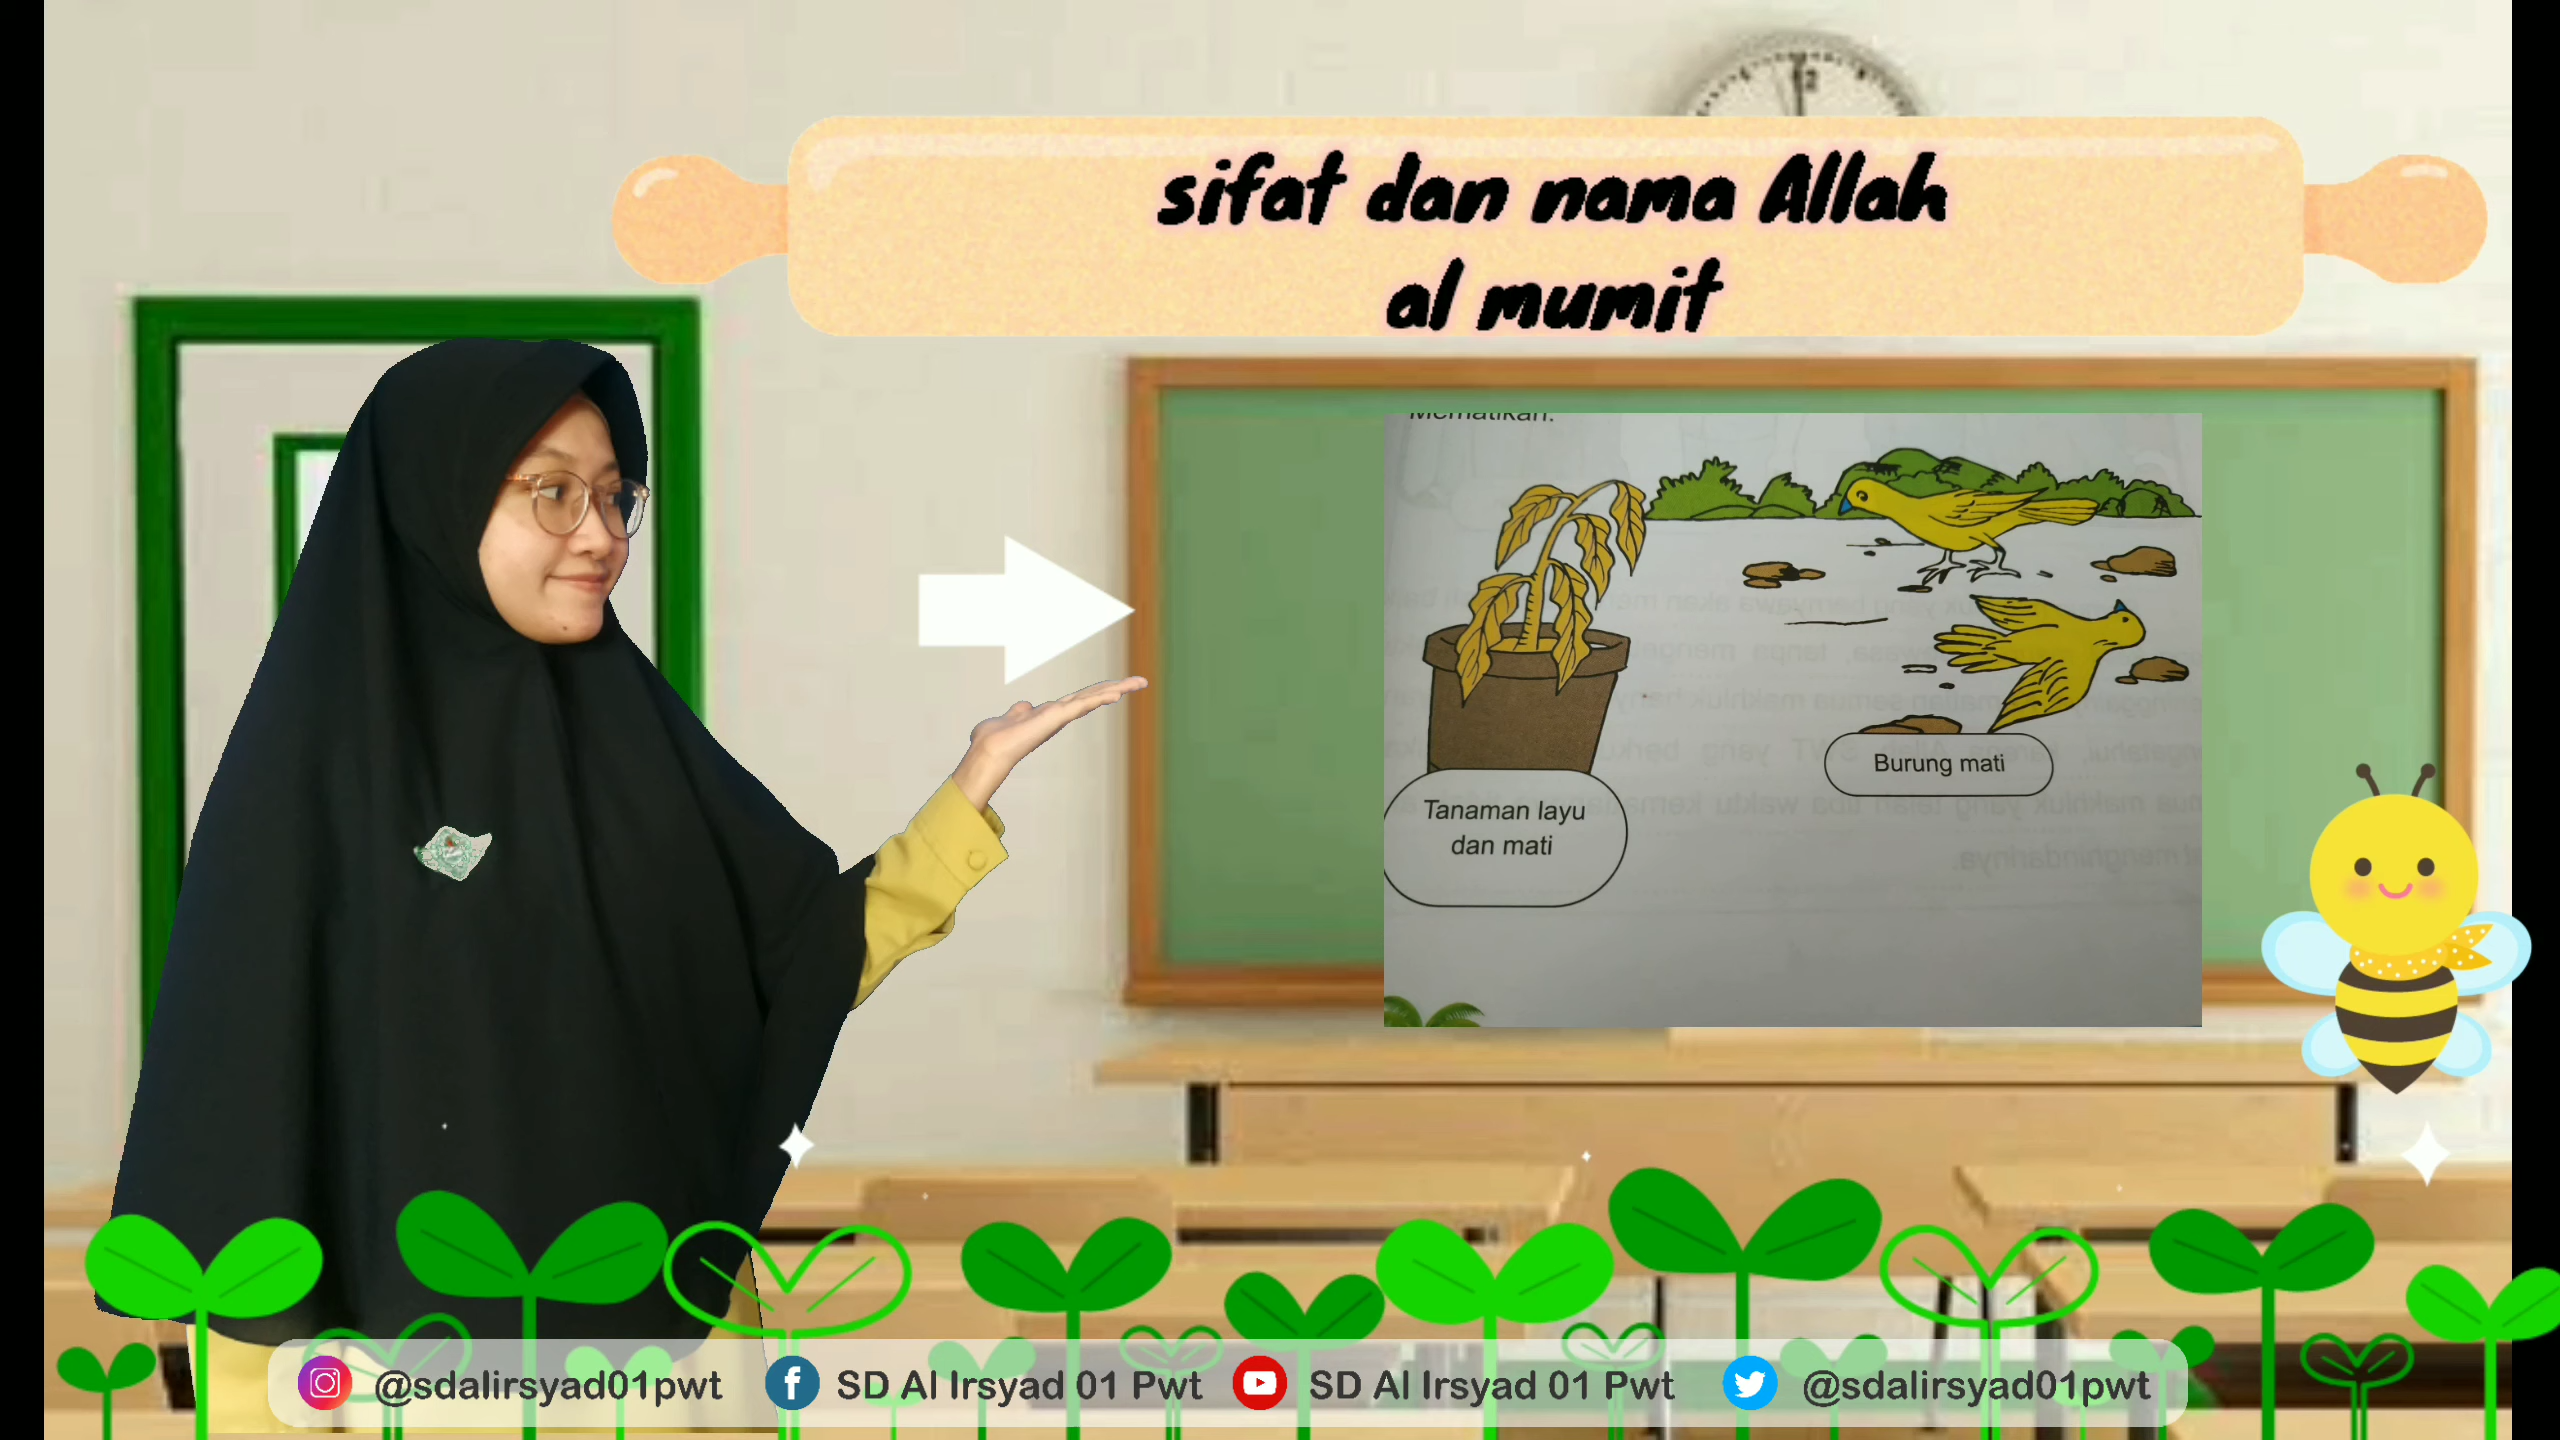 sifat dan nama Allah
al mumit
Mematikan.
Burung mati
Tanaman layu
dan mati
@sdalirsyad01pwt
SD Al Irsyad 01 Pwt
SD Al Irsyad 01 Pwt
@sdalirsyad01pwt